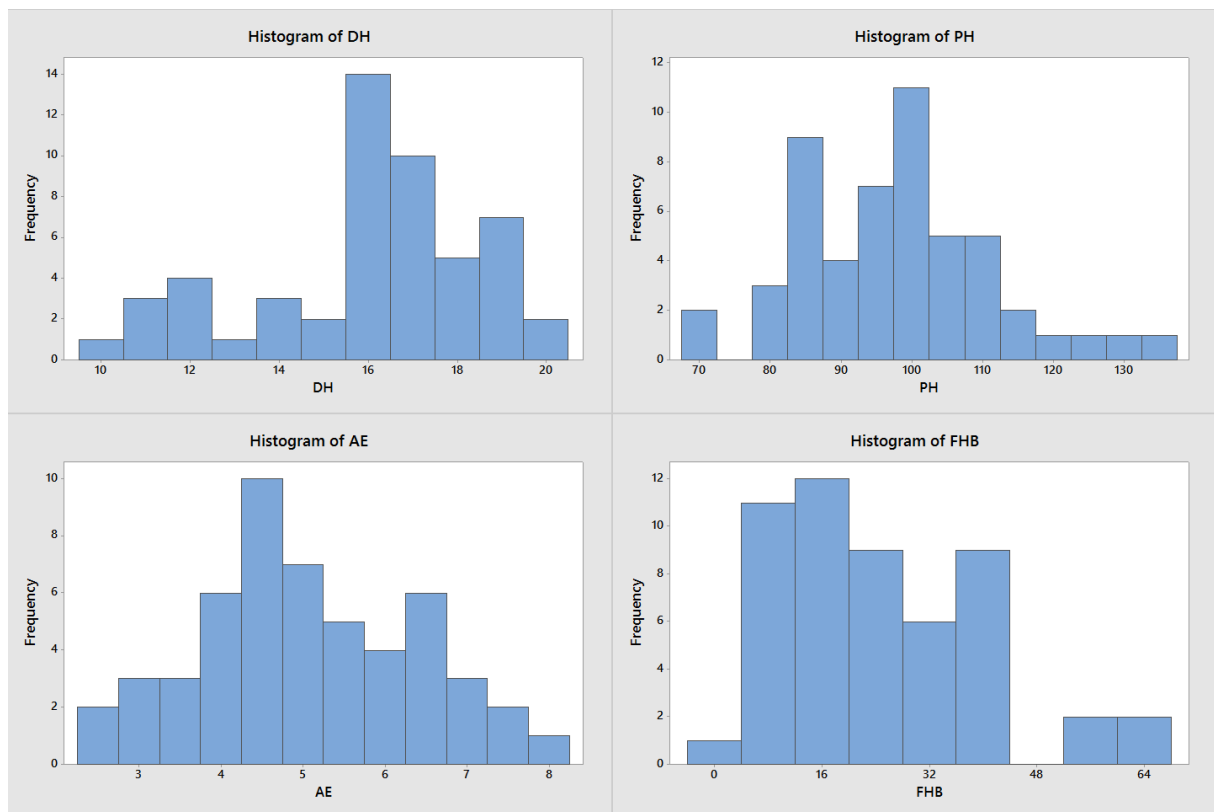 Histogram of DH
14
12
10
8
6
4
2
0
Frequency
10 12 14 16 18 20
DH
Histogram of PH
12
10
8
6
4
2
0
Frequency
70 80 90 100 110 120 130
PH
Histogram of AE
10
8
6
4
2
0
Frequency
3 4 5 6 7 8
AE
Histogram of FHB
12
10
8
6
4
2
0
Frequency
0 16 32 48 64
FHB